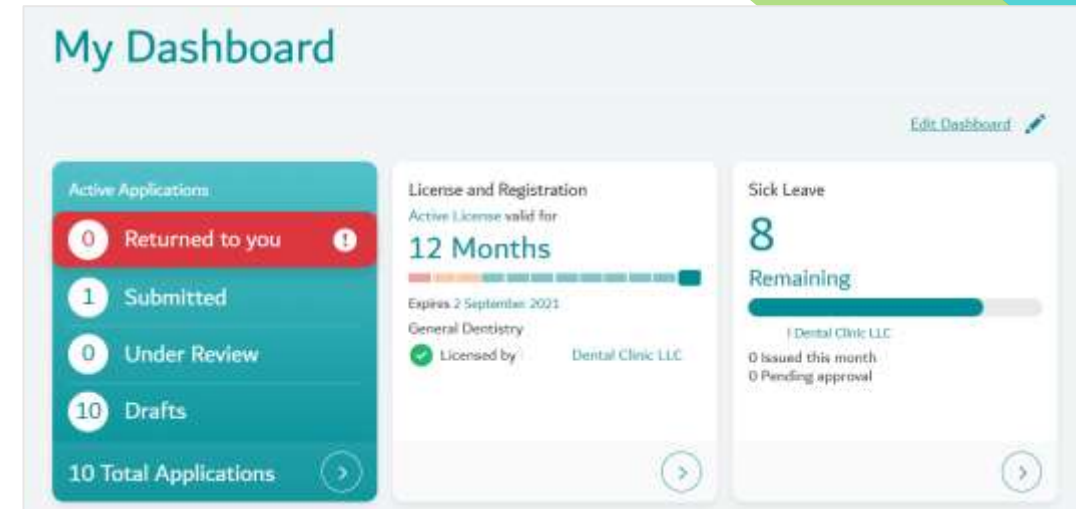 My Dashboard
Edit Dashboard
Active Applications
0 Returned to you !
1 Submitted
0 Under Review
10 Drafts
10 Total Applications
License and Registration
Active License valid for
12 Months
Expires 2 September 2021
General Dentistry
Licensed by Dental Clinic LLC
Sick Leave
8
Remaining
l Dental Clinic LLC
0 Issued this month
0 Pending approval